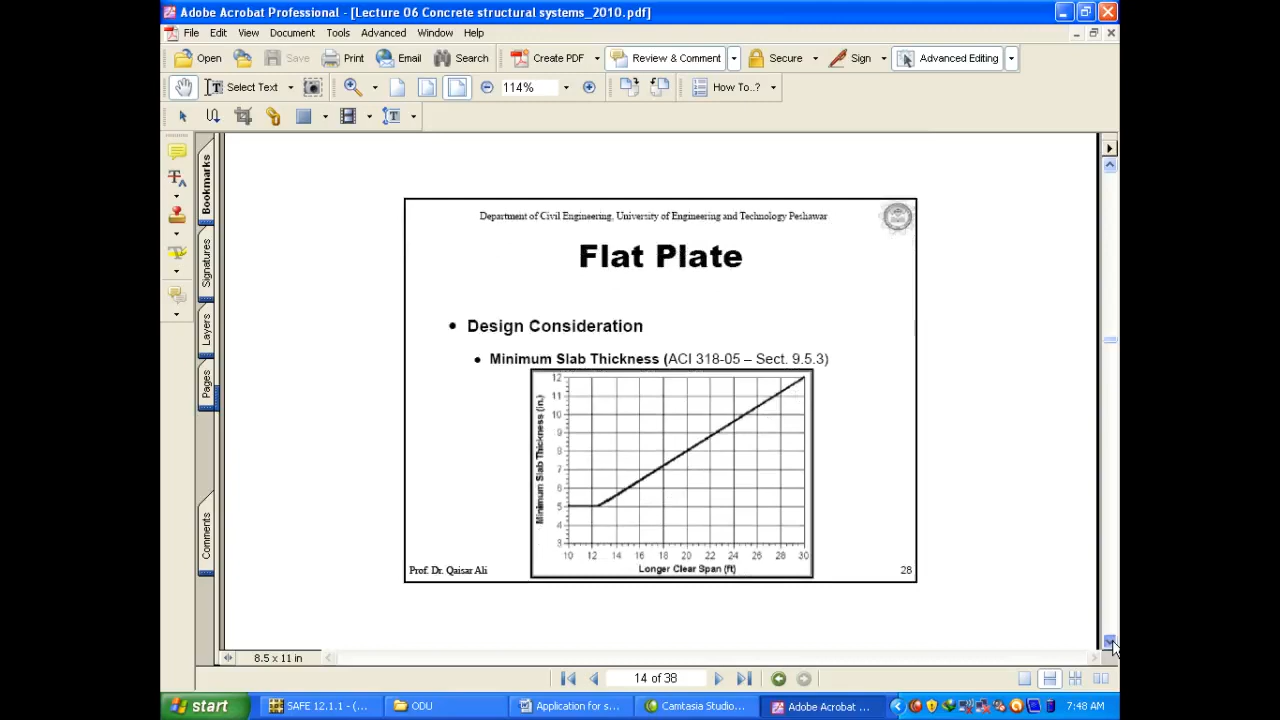 Adobe Acrobat Professional - [Lecture 06 Concrete structural systems_2010.pdf]
File Edit View Document Tools Advanced Window Help
Open Save Print Email Search Create PDF Review & Comment Secure Sign Advanced Editing
Select Text 114% How To..?
Bookmarks
Signatures
Layers
Pages
Comments
Department of Civil Engineering, University of Engineering and Technology Peshawar
Flat Plate
• Design Consideration
• Minimum Slab Thickness (ACI 318-05 – Sect. 9.5.3)
Minimum Slab Thickness (in.)
12
11
10
9
8
7
6
5
4
3
10 12 14 16 18 20 22 24 26 28 30
Longer Clear Span (ft)
Prof. Dr. Qaisar Ali 28
8.5 x 11 in
14 of 38
start SAFE 12.1.1 - (... ODU Application for s... Camtasia Studio... Adobe Acrobat ... 7:48 AM